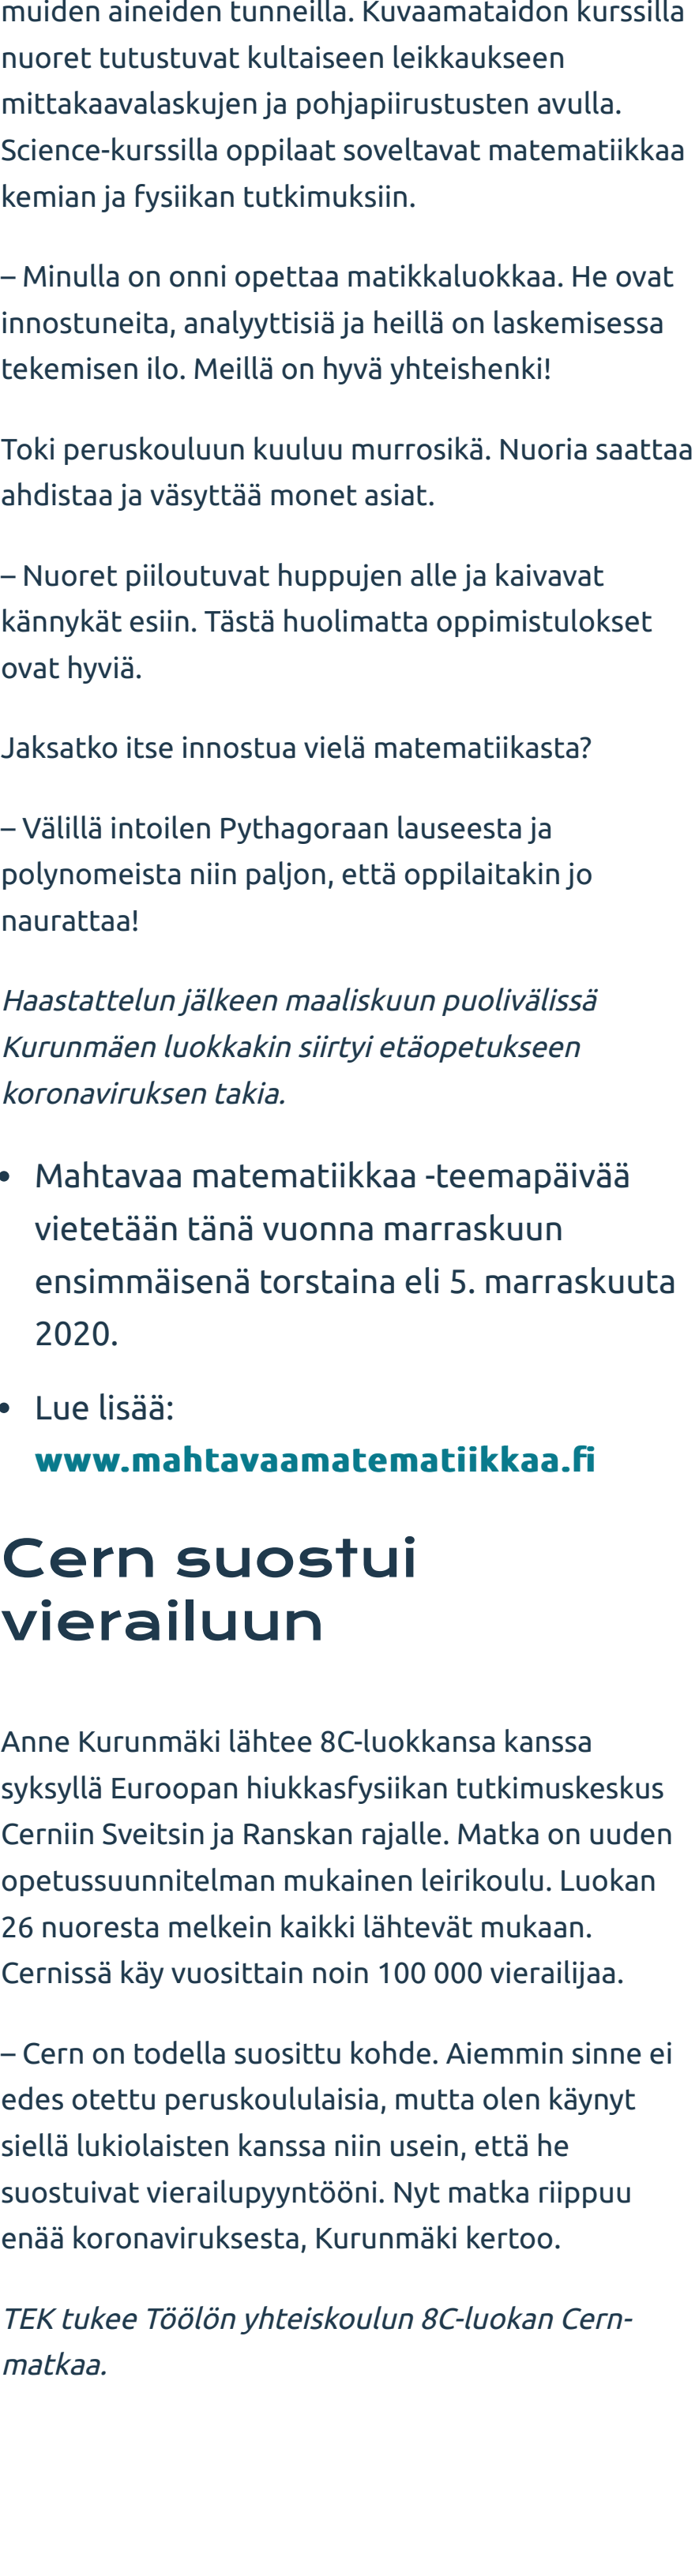 muiden aineiden tunneilla. Kuvaamataidon kurssilla
nuoret tutustuvat kultaiseen leikkaukseen
mittakaavalaskujen ja pohjapiirustusten avulla.
Science-kurssilla oppilaat soveltavat matematiikkaa
kemian ja fysiikan tutkimuksiin.
– Minulla on onni opettaa matikkaluokkaa. He ovat
innostuneita, analyyttisiä ja heillä on laskemisessa
tekemisen ilo. Meillä on hyvä yhteishenki!
Toki peruskouluun kuuluu murrosikä. Nuoria saattaa
ahdistaa ja väsyttää monet asiat.
– Nuoret piiloutuvat huppujen alle ja kaivavat
kännykät esiin. Tästä huolimatta oppimistulokset
ovat hyviä.
Jaksatko itse innostua vielä matematiikasta?
– Välillä intoilen Pythagoraan lauseesta ja
polynomeista niin paljon, että oppilaitakin jo
naurattaa!
Haastattelun jälkeen maaliskuun puolivälissä
Kurunmäen luokkakin siirtyi etäopetukseen
koronaviruksen takia.
• Mahtavaa matematiikkaa -teemapäivää
vietetään tänä vuonna marraskuun
ensimmäisenä torstaina eli 5. marraskuuta
2020.
• Lue lisää:
www.mahtavaamatematiikkaa.fi
Cern suostui
vierailuun
Anne Kurunmäki lähtee 8C-luokkansa kanssa
syksyllä Euroopan hiukkasfysiikan tutkimuskeskus
Cerniin Sveitsin ja Ranskan rajalle. Matka on uuden
opetussuunnitelman mukainen leirikoulu. Luokan
26 nuoresta melkein kaikki lähtevät mukaan.
Cernissä käy vuosittain noin 100 000 vierailijaa.
– Cern on todella suosittu kohde. Aiemmin sinne ei
edes otettu peruskoululaisia, mutta olen käynyt
siellä lukiolaisten kanssa niin usein, että he
suostuivat vierailupyyntööni. Nyt matka riippuu
enää koronaviruksesta, Kurunmäki kertoo.
TEK tukee Töölön yhteiskoulun 8C-luokan Cern-
matkaa.